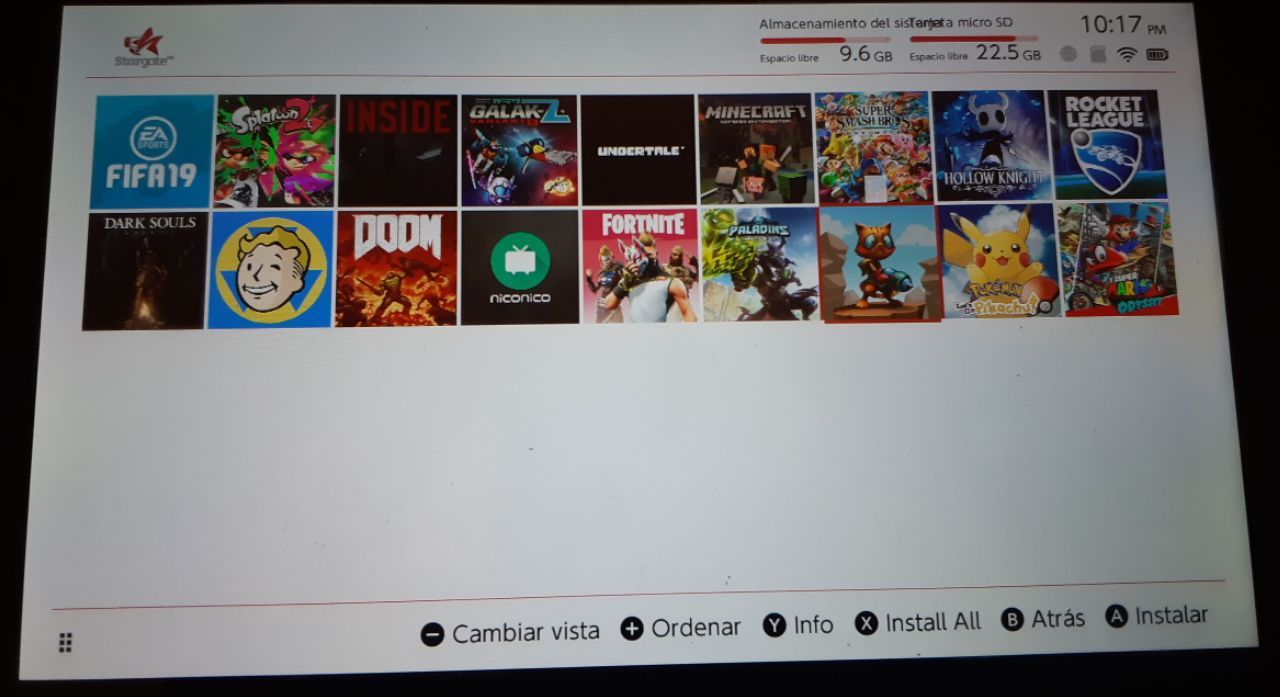 Stargate
Almacenamiento del sistema
Tarjeta micro SD
10:17 PM
Espacio libre 9.6 GB
Espacio libre 22.5 GB
EA
SPORTS
FIFA 19
Splatoon 2
INSIDE
GALAK-Z
UNDERTALE
MINECRAFT
SUPER
SMASH BROS
HOLLOW KNIGHT
ROCKET
LEAGUE
DARK SOULS
DOOM
niconico
FORTNITE
PALADINS
Pokémon
Let's Go Pikachu!
SUPER
MARIO
ODYSSEY
Cambiar vista
Ordenar
Y Info
X Install All
B Atrás
A Instalar